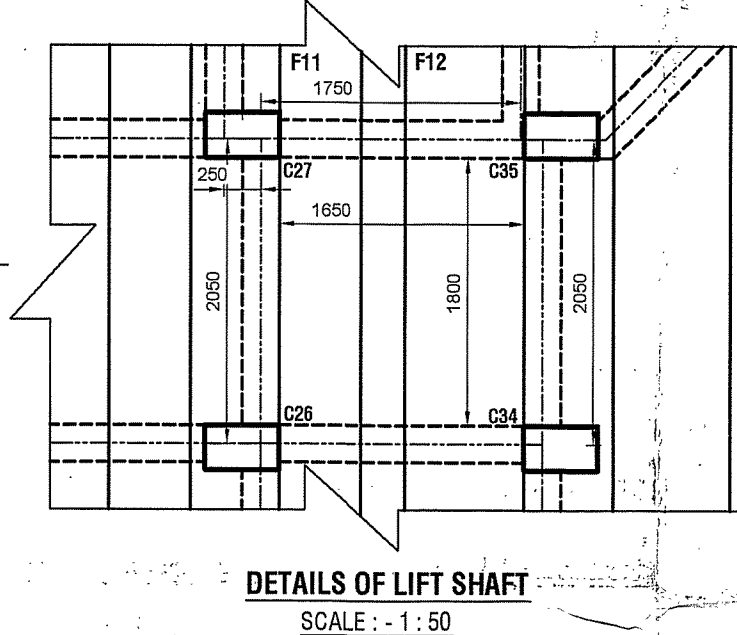 F11
F12
1750
250
C27
C35
1650
2050
1800
2050
C26
C34
DETAILS OF LIFT SHAFT
SCALE : - 1 : 50